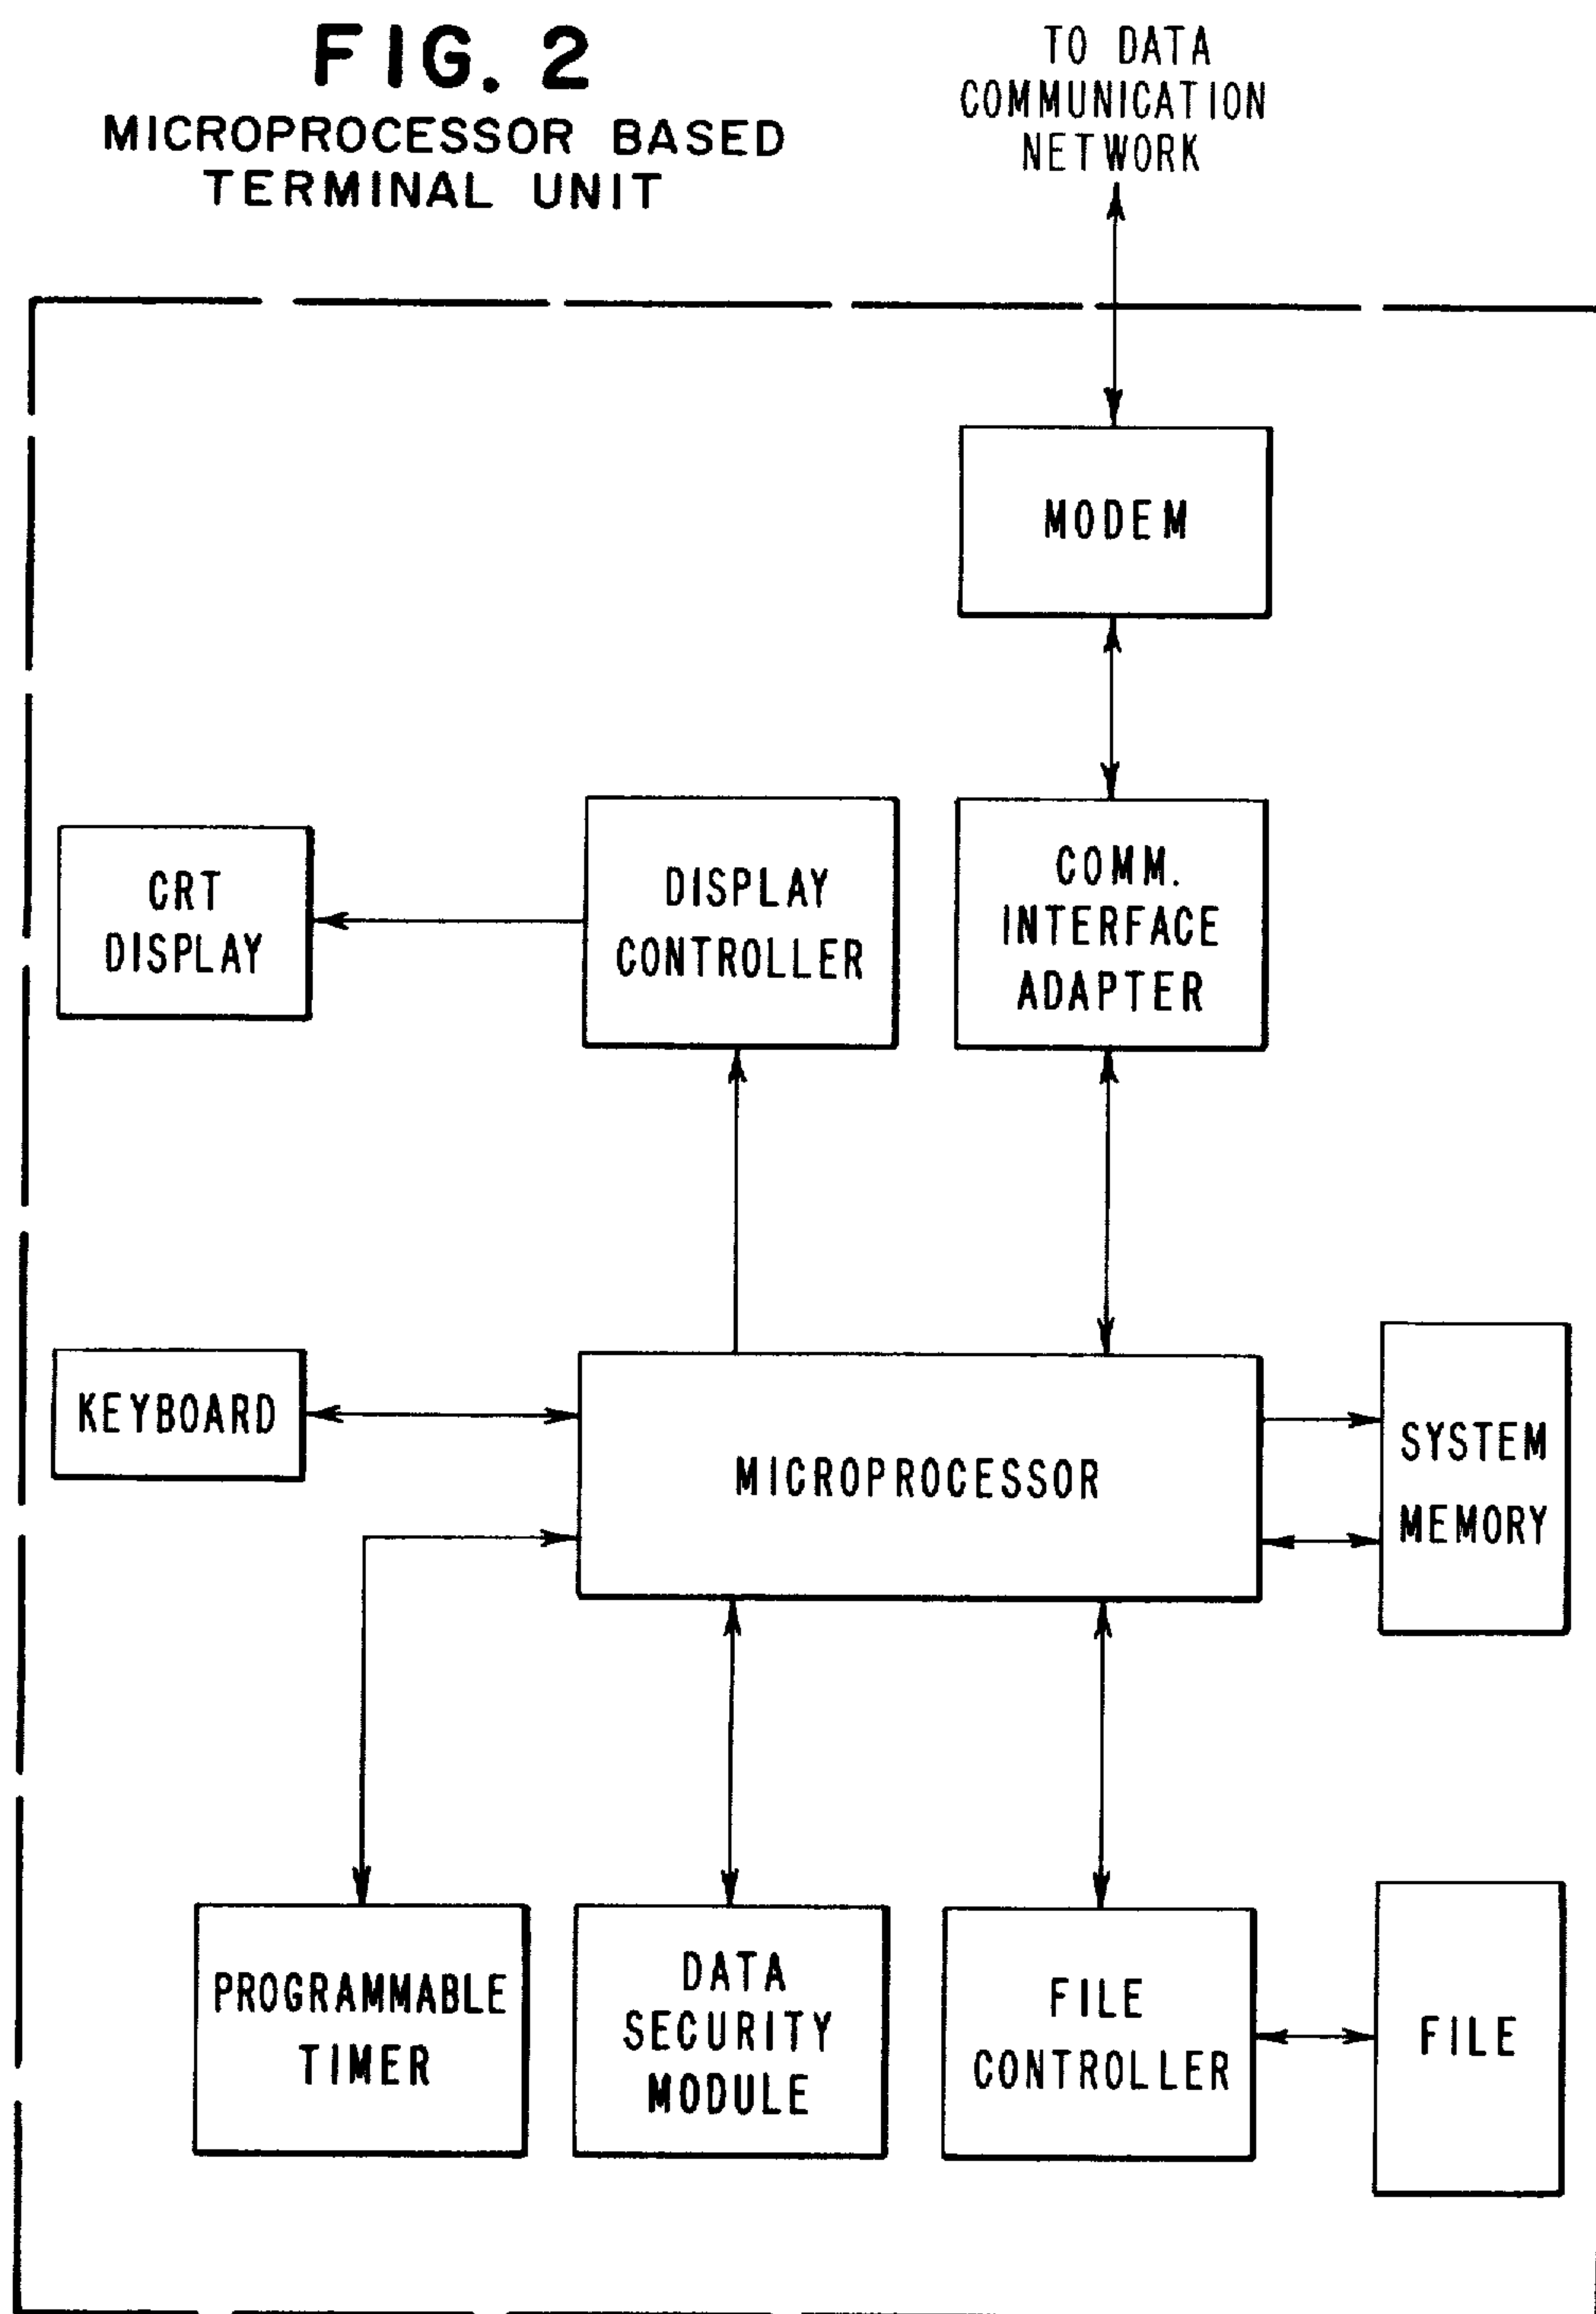 FIG. 2
MICROPROCESSOR BASED
TERMINAL UNIT
TO DATA
COMMUNICATION
NETWORK
MODEM
CRT
DISPLAY
DISPLAY
CONTROLLER
COMM.
INTERFACE
ADAPTER
KEYBOARD
MICROPROCESSOR
SYSTEM
MEMORY
PROGRAMMABLE
TIMER
DATA
SECURITY
MODULE
FILE
CONTROLLER
FILE